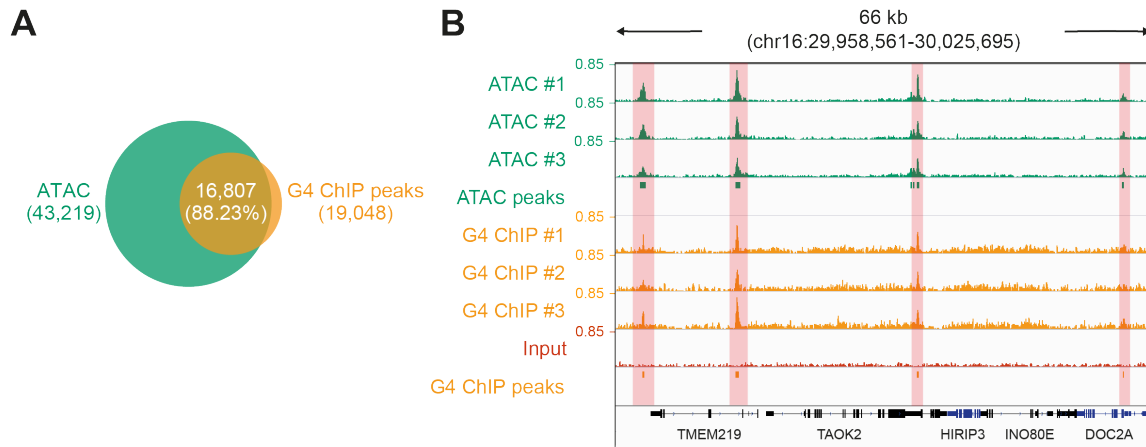 A
ATAC
(43,219)
16,807
(88.23%)
G4 ChIP peaks
(19,048)
B
66 kb
(chr16:29,958,561-30,025,695)
0.85
ATAC #1
0.85
ATAC #2
0.85
ATAC #3
ATAC peaks
0.85
G4 ChIP #1
0.85
G4 ChIP #2
0.85
G4 ChIP #3
0.85
Input
G4 ChIP peaks
TMEM219 TAOK2 HIRIP3 INO80E DOC2A